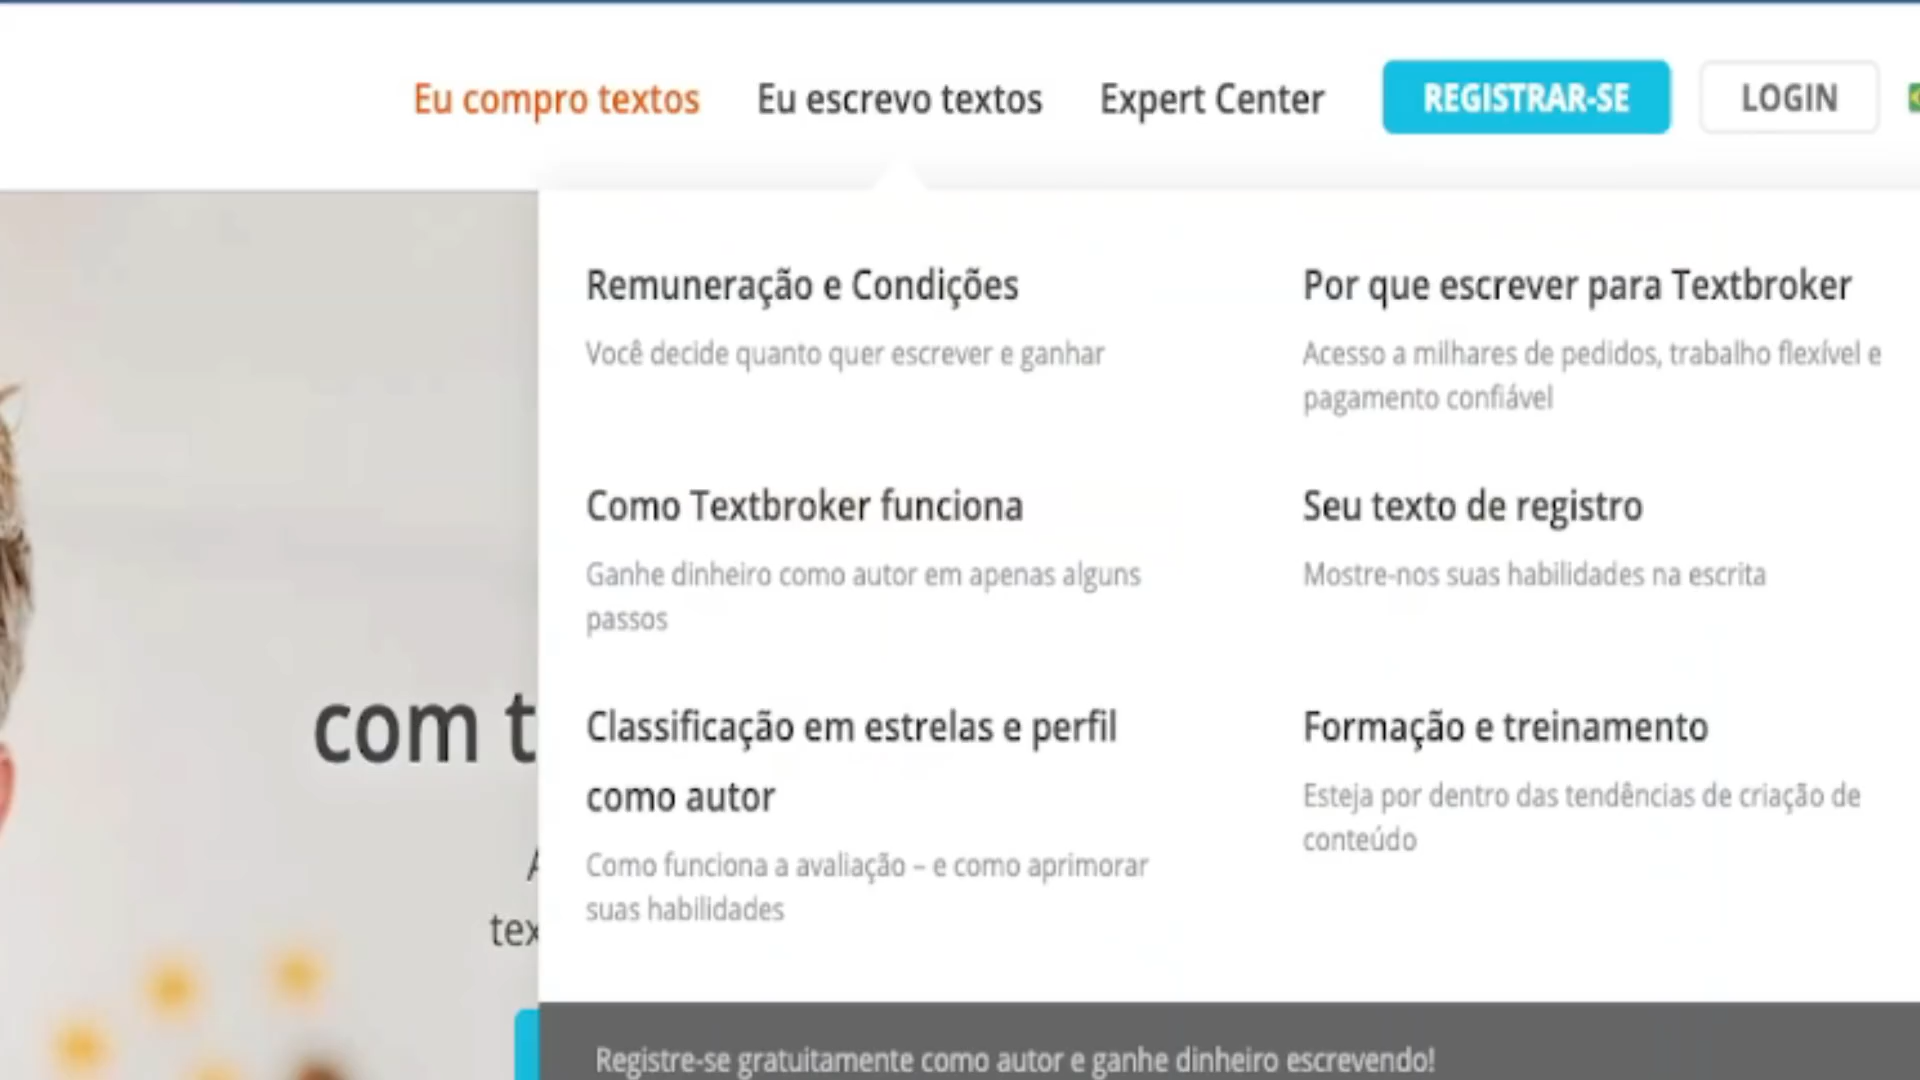 Eu compro textos Eu escrevo textos Expert Center REGISTRAR-SE LOGIN
Remuneração e Condições
Você decide quanto quer escrever e ganhar
Por que escrever para Textbroker
Acesso a milhares de pedidos, trabalho flexível e
pagamento confiável
Como Textbroker funciona
Ganhe dinheiro como autor em apenas alguns
passos
Seu texto de registro
Mostre-nos suas habilidades na escrita
Classificação em estrelas e perfil
como autor
Como funciona a avaliação – e como aprimorar
suas habilidades
Formação e treinamento
Esteja por dentro das tendências de criação de
conteúdo
com t
tex
Registre-se gratuitamente como autor e ganhe dinheiro escrevendo!